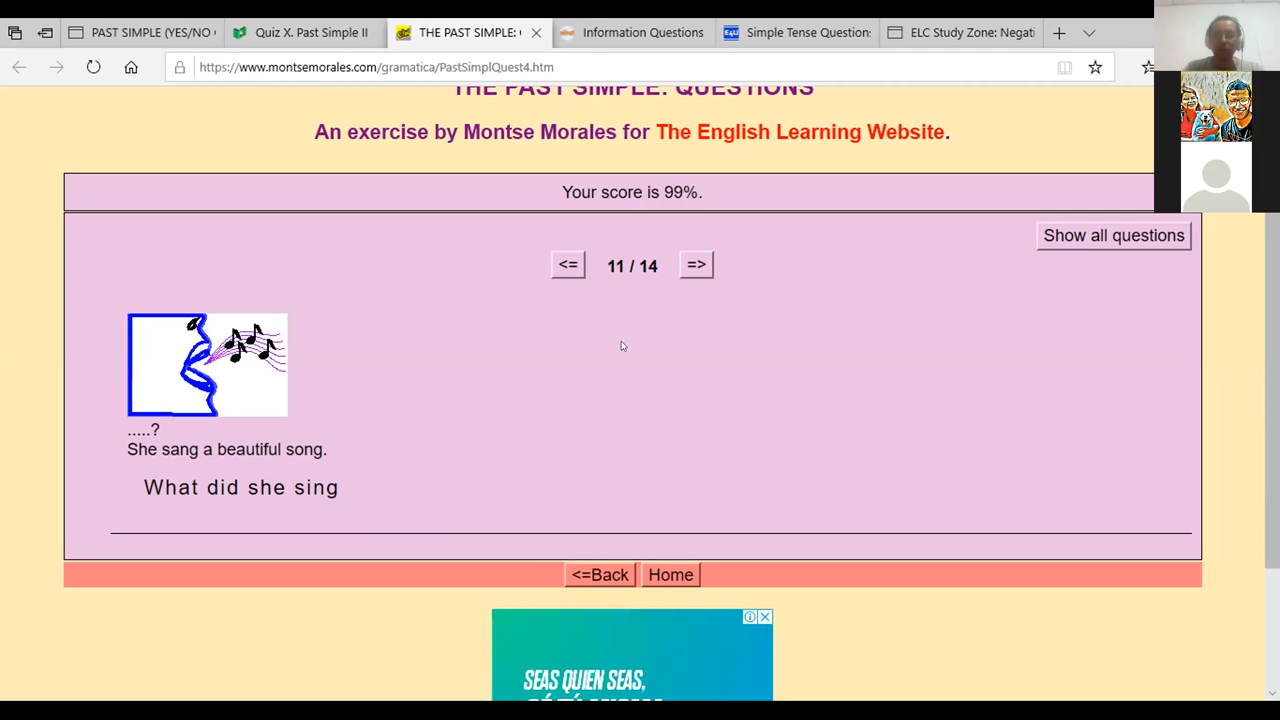 PAST SIMPLE (YES/NO
Quiz X. Past Simple II
THE PAST SIMPLE:
Information Questions
Simple Tense Question
ELC Study Zone: Negati
https://www.montsemorales.com/gramatica/PastSimplQuest4.htm
THE PAST SIMPLE: QUESTIONS
An exercise by Montse Morales for The English Learning Website.
Your score is 99%.
Show all questions
<= 11 / 14 =>
.....?
She sang a beautiful song.
What did she sing
<=Back Home
SEAS QUIEN SEAS,